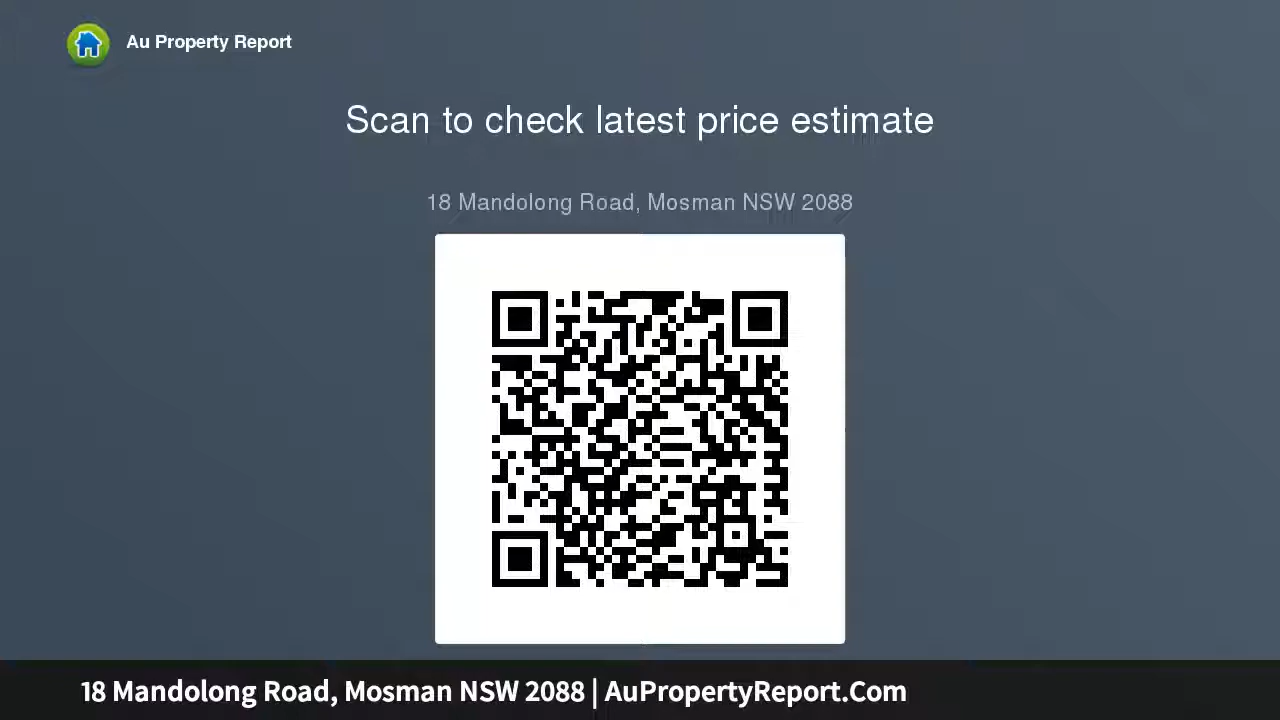 Au Property Report
Scan to check latest price estimate
18 Mandolong Road, Mosman NSW 2088
18 Mandolong Road, Mosman NSW 2088 | AuPropertyReport.Com